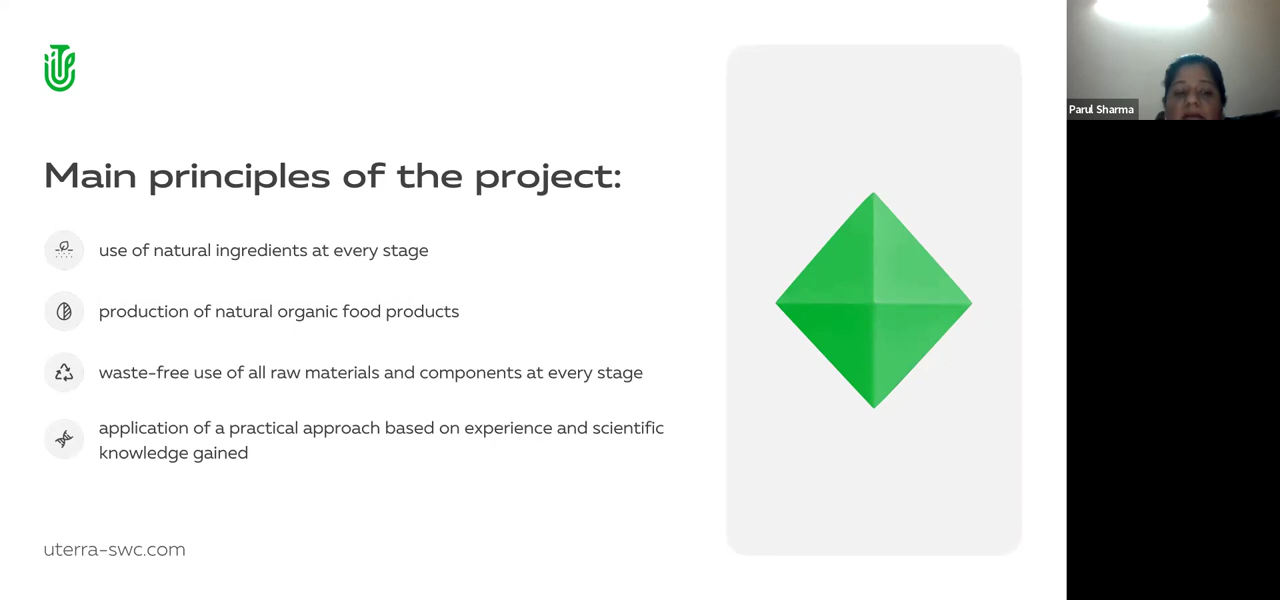 Main principles of the project:
use of natural ingredients at every stage
production of natural organic food products
waste-free use of all raw materials and components at every stage
application of a practical approach based on experience and scientific
knowledge gained
uterra-swc.com
Parul Sharma